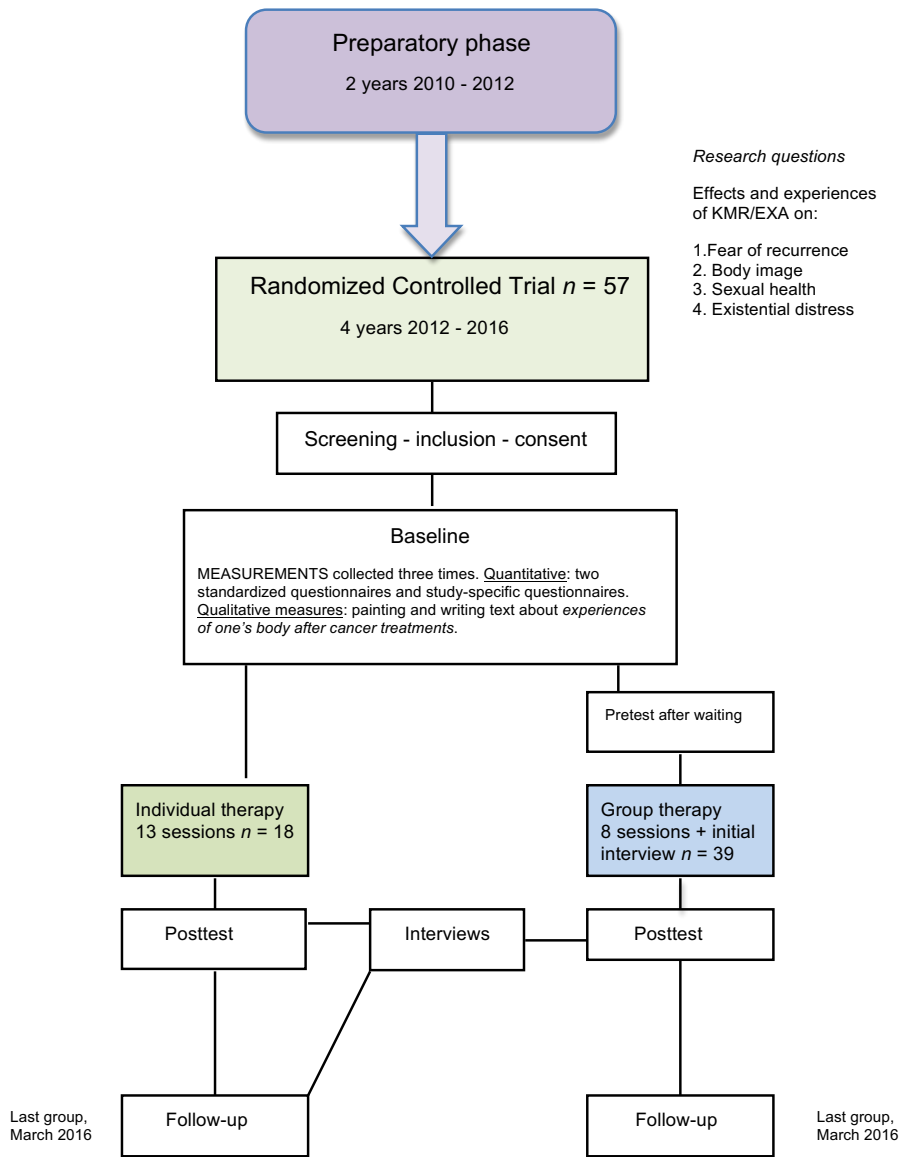 Preparatory phase
2 years 2010 - 2012
Research questions
Effects and experiences
of KMR/EXA on:
1.Fear of recurrence
2. Body image
3. Sexual health
4. Existential distress
Randomized Controlled Trial n = 57
4 years 2012 - 2016
Screening - inclusion - consent
Baseline
MEASUREMENTS collected three times. Quantitative: two
standardized questionnaires and study-specific questionnaires.
Qualitative measures: painting and writing text about experiences
of one's body after cancer treatments.
Pretest after waiting
Individual therapy
13 sessions n = 18
Group therapy
8 sessions + initial
interview n = 39
Posttest
Interviews
Posttest
Last group,
March 2016
Follow-up
Follow-up
Last group,
March 2016